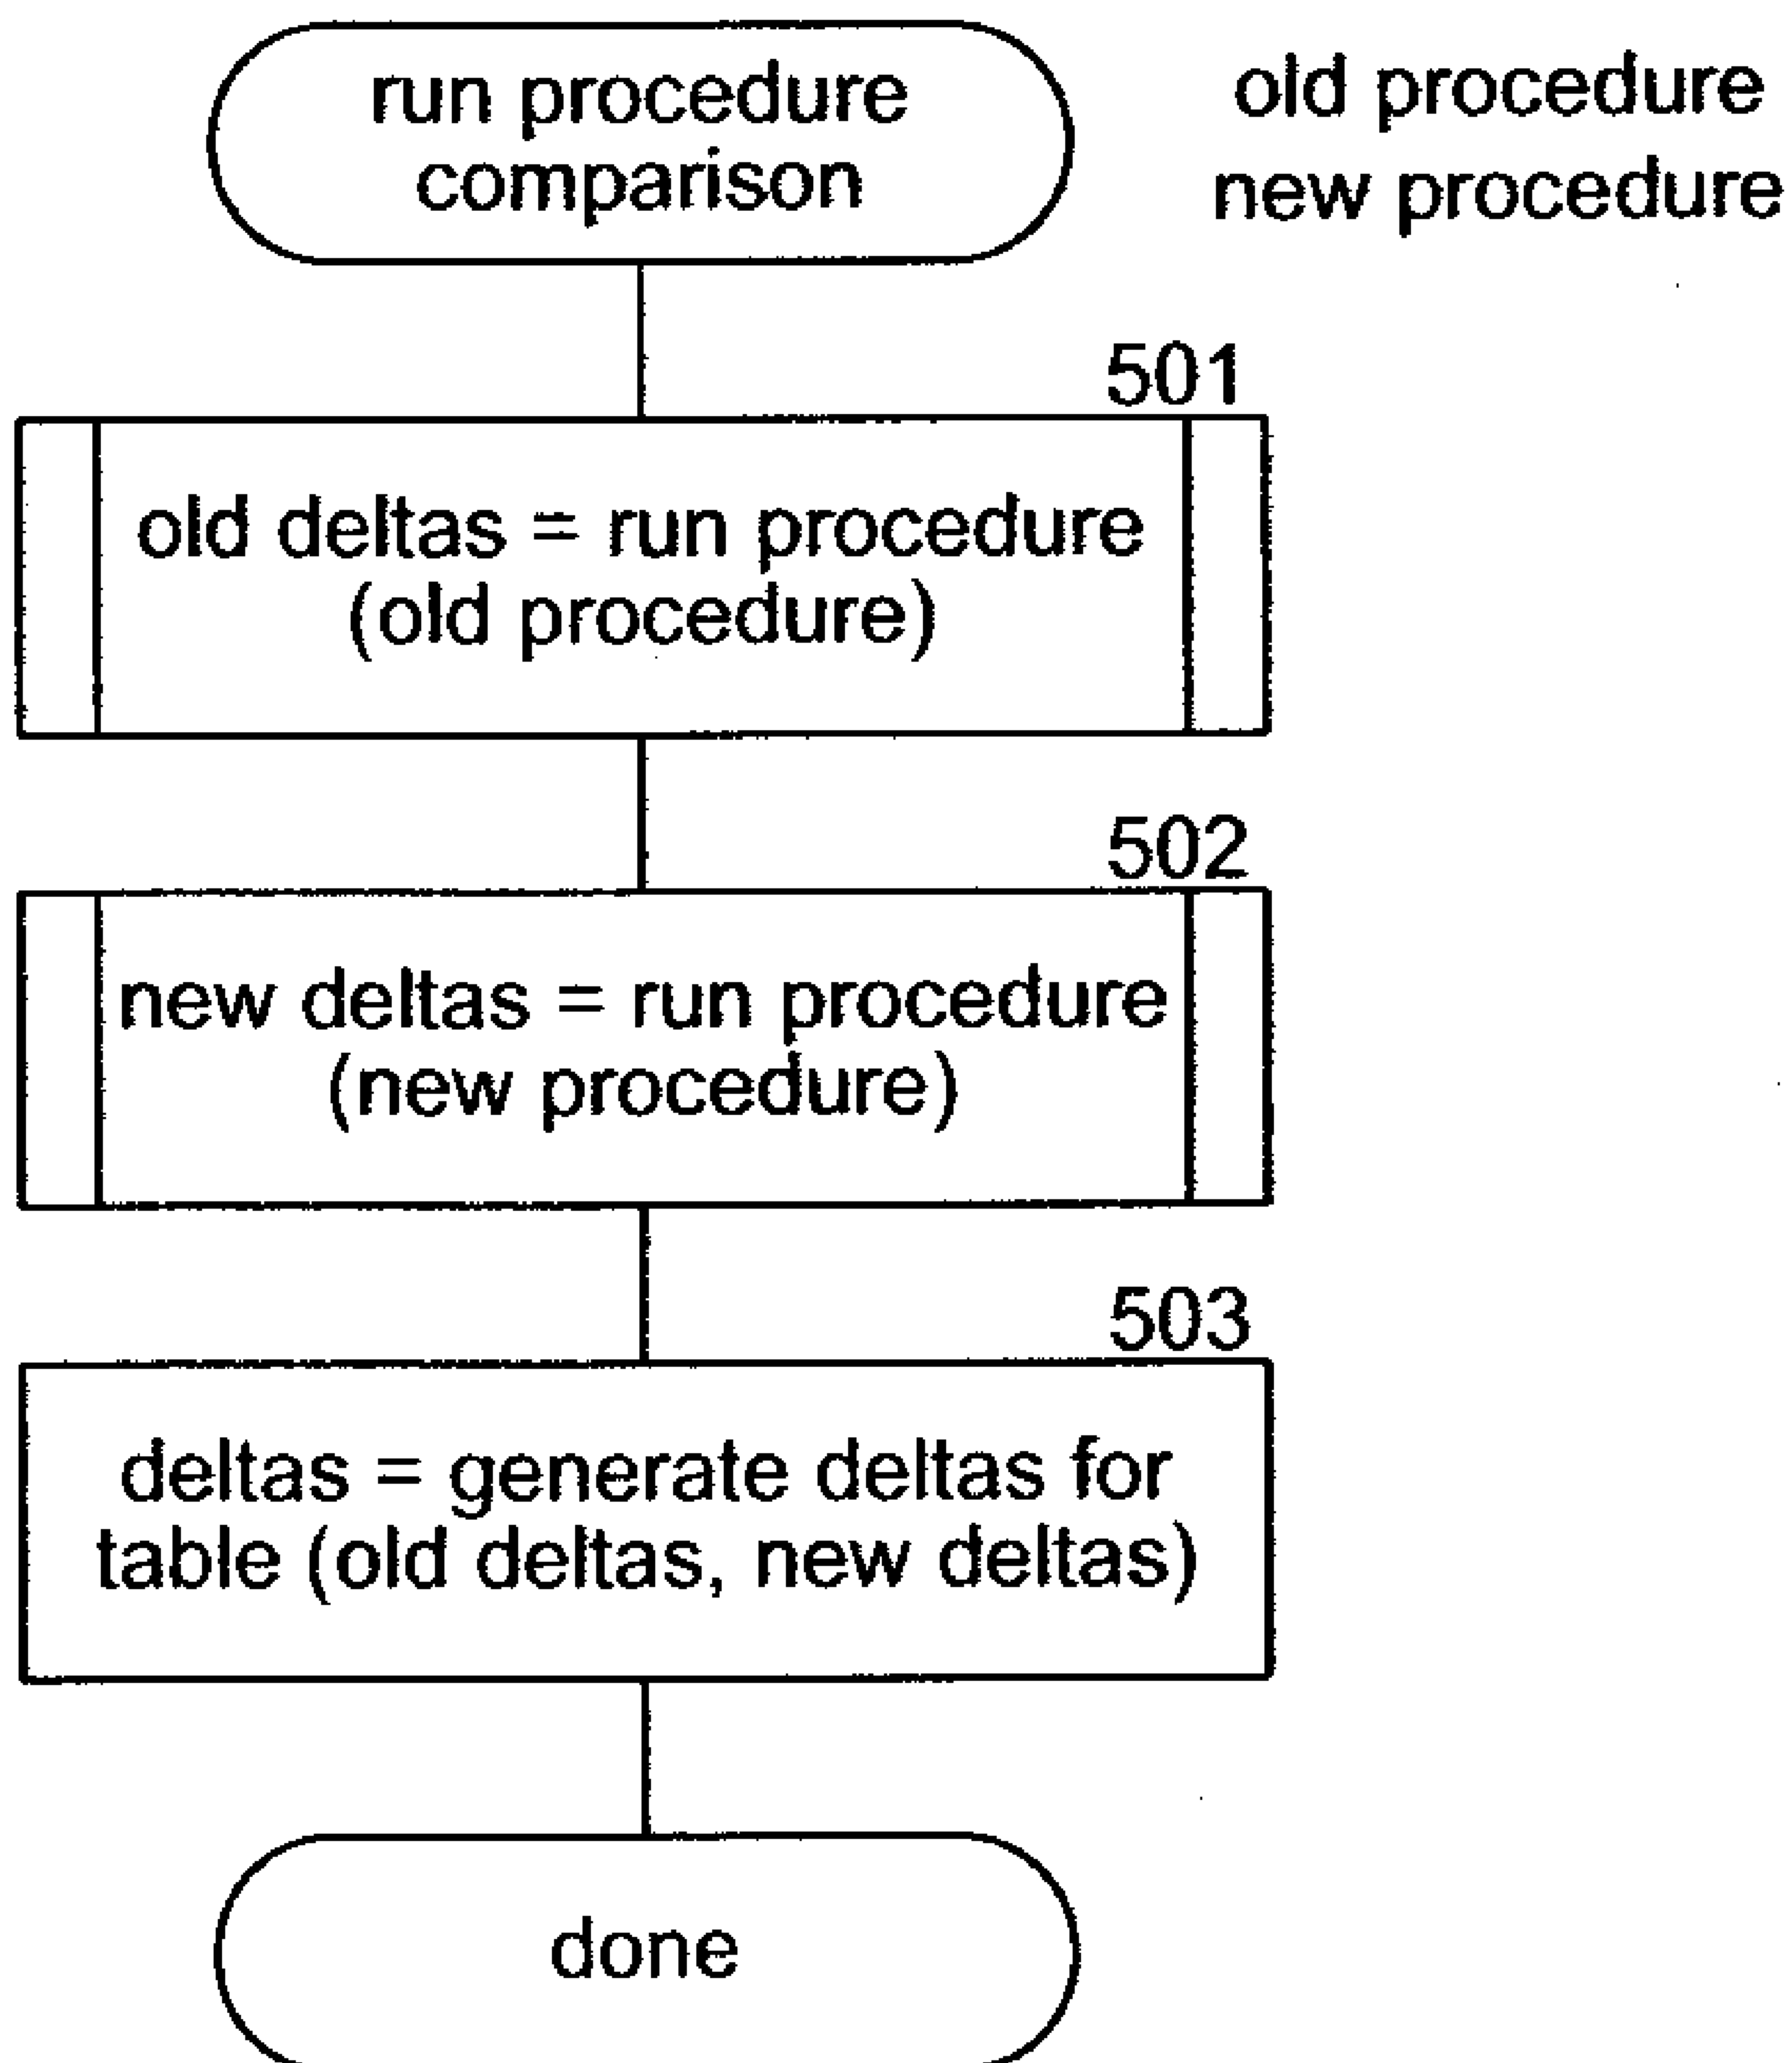 run procedure
comparison
old procedure
new procedure
501
old deltas = run procedure
(old procedure)
502
new deltas = run procedure
(new procedure)
503
deltas = generate deltas for
table (old deltas, new deltas)
done